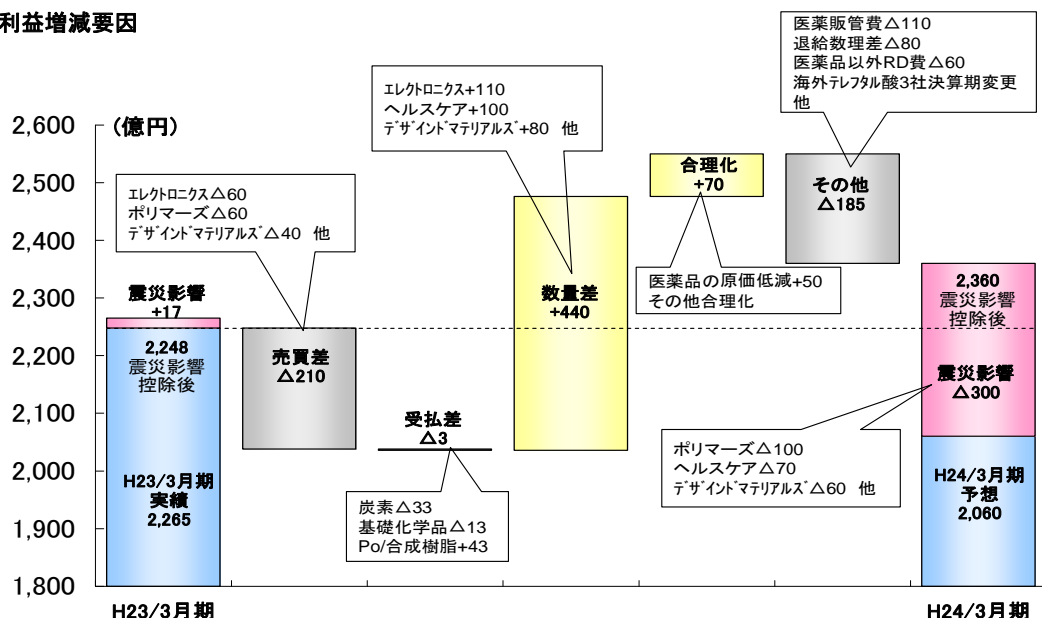 利益増減要因
(億円)
2,600
2,500
2,400
2,300
2,200
2,100
2,000
1,900
1,800
震災影響
+17
2,248
震災影響
控除後
H23/3月期
実績
2,265
H23/3月期
エレクトロニクス△60
ポリマーズ△60
デザインドマテリアルズ△40 他
売買差
△210
受払差
△3
炭素△33
基礎化学品△13
Po/合成樹脂+43
エレクトロニクス+110
ヘルスケア+100
デザインドマテリアルズ+80 他
数量差
+440
合理化
+70
医薬品の原価低減+50
その他合理化
医薬販管費△110
退給数理差△80
医薬品以外RD費△60
海外テレフタル酸3社決算期変更
他
その他
△185
2,360
震災影響
控除後
震災影響
△300
ポリマーズ△100
ヘルスケア△70
デザインドマテリアルズ△60 他
H24/3月期
予想
2,060
H24/3月期